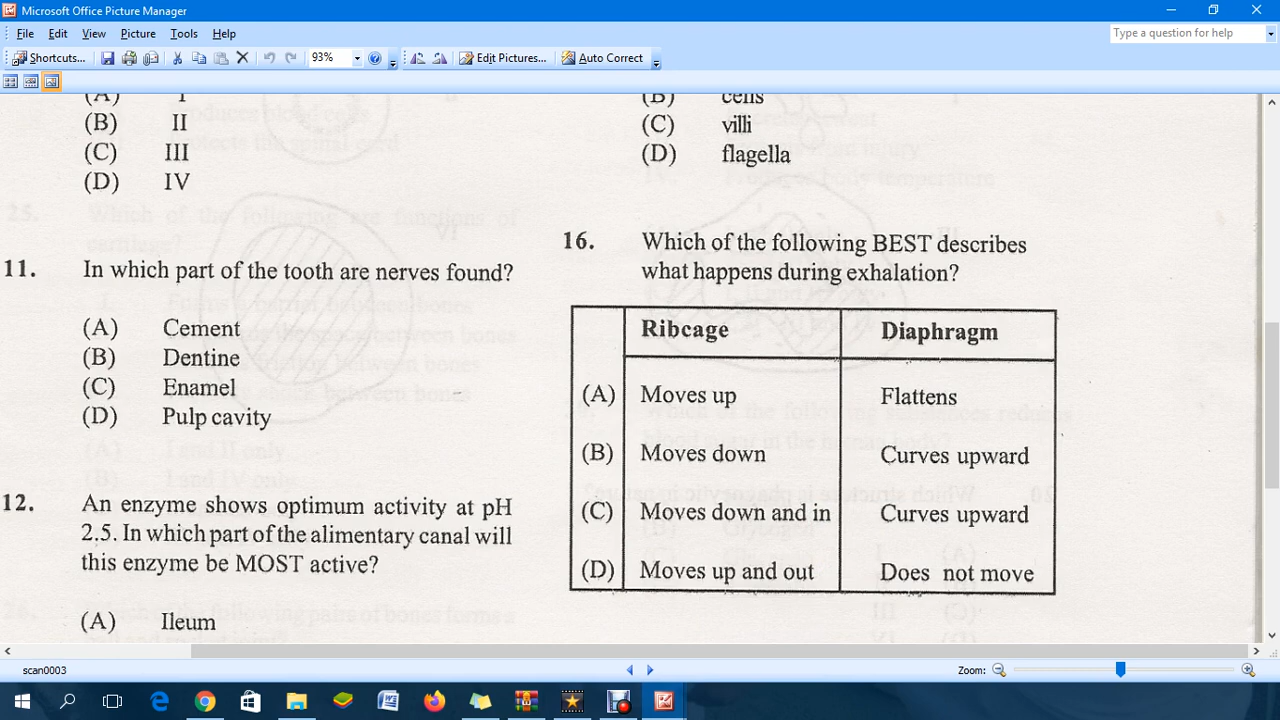 Microsoft Office Picture Manager
File Edit View Picture Tools Help
Type a question for help
Shortcuts... 93% Edit Pictures... Auto Correct
(A) I
(B) II
(C) III
(D) IV
11. In which part of the tooth are nerves found?
(A) Cement
(B) Dentine
(C) Enamel
(D) Pulp cavity
12. An enzyme shows optimum activity at pH
2.5. In which part of the alimentary canal will
this enzyme be MOST active?
(A) Ileum
(B) cells
(C) villi
(D) flagella
16. Which of the following BEST describes
what happens during exhalation?
Ribcage Diaphragm
(A) Moves up Flattens
(B) Moves down Curves upward
(C) Moves down and in Curves upward
(D) Moves up and out Does not move
scan0003
Zoom: